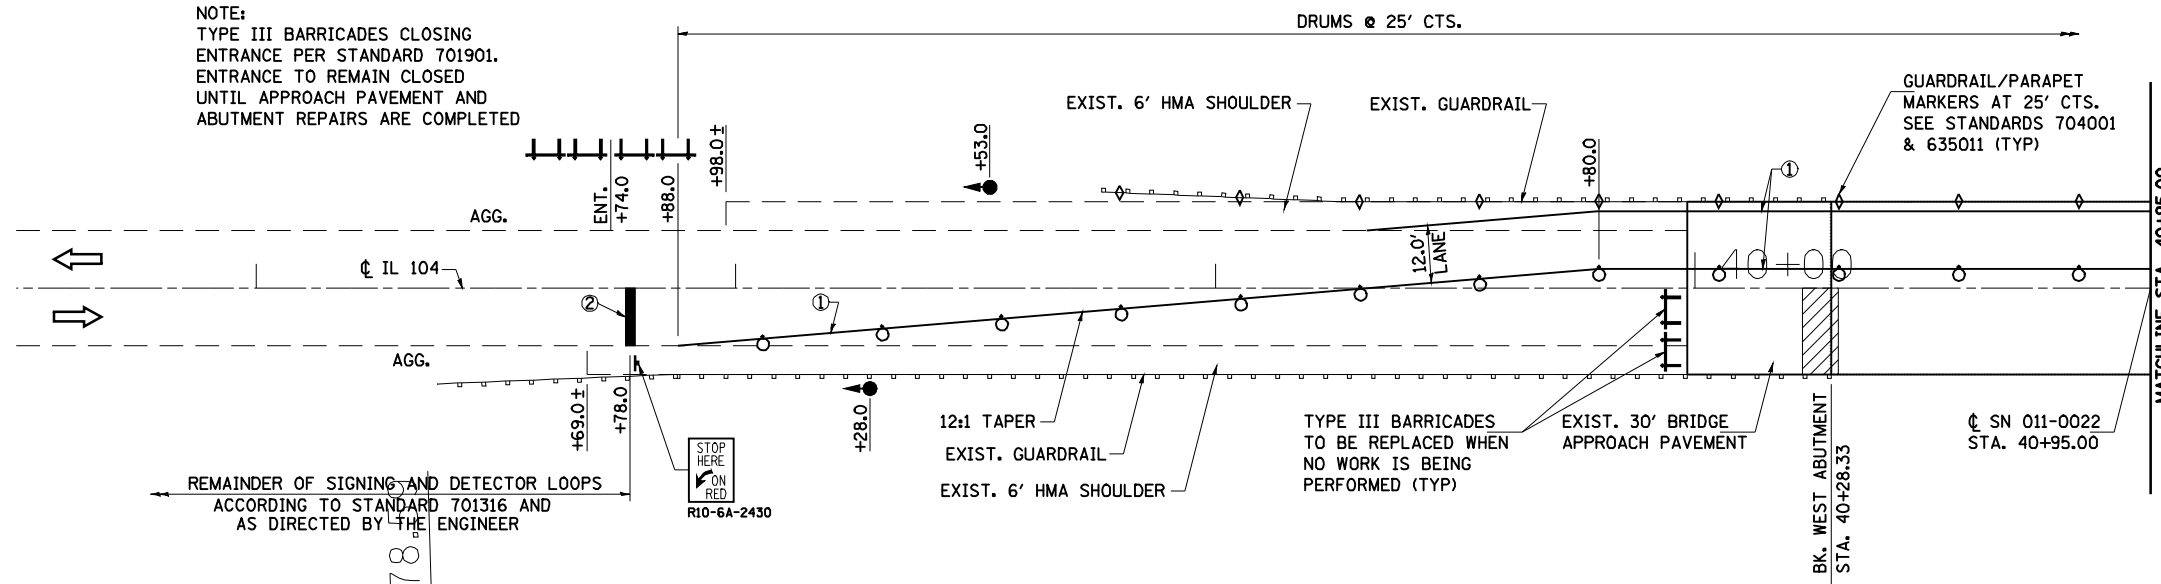 NOTE:
TYPE III BARRICADES CLOSING
ENTRANCE PER STANDARD 701901.
ENTRANCE TO REMAIN CLOSED
UNTIL APPROACH PAVEMENT AND
ABUTMENT REPAIRS ARE COMPLETED
DRUMS @ 25' CTS.
EXIST. 6' HMA SHOULDER
EXIST. GUARDRAIL
GUARDRAIL/PARAPET
MARKERS AT 25' CTS.
SEE STANDARDS 704001
& 635011 (TYP)
ENT.
+74.0
+88.0
+98.0±
+53.0
+80.0
1
AGG.
℄ IL 104
12.0'
LANE
40+00
2
1
AGG.
MATCHLINE STA. 40+95.00
+69.0±
+78.0
+28.0
STOP
HERE
ON
RED
R10-6A-2430
12:1 TAPER
EXIST. GUARDRAIL
EXIST. 6' HMA SHOULDER
TYPE III BARRICADES
TO BE REPLACED WHEN
NO WORK IS BEING
PERFORMED (TYP)
EXIST. 30' BRIDGE
APPROACH PAVEMENT
BK. WEST ABUTMENT
STA. 40+28.33
℄ SN 011-0022
STA. 40+95.00
REMAINDER OF SIGNING AND DETECTOR LOOPS
ACCORDING TO STANDARD 701316 AND
AS DIRECTED BY THE ENGINEER